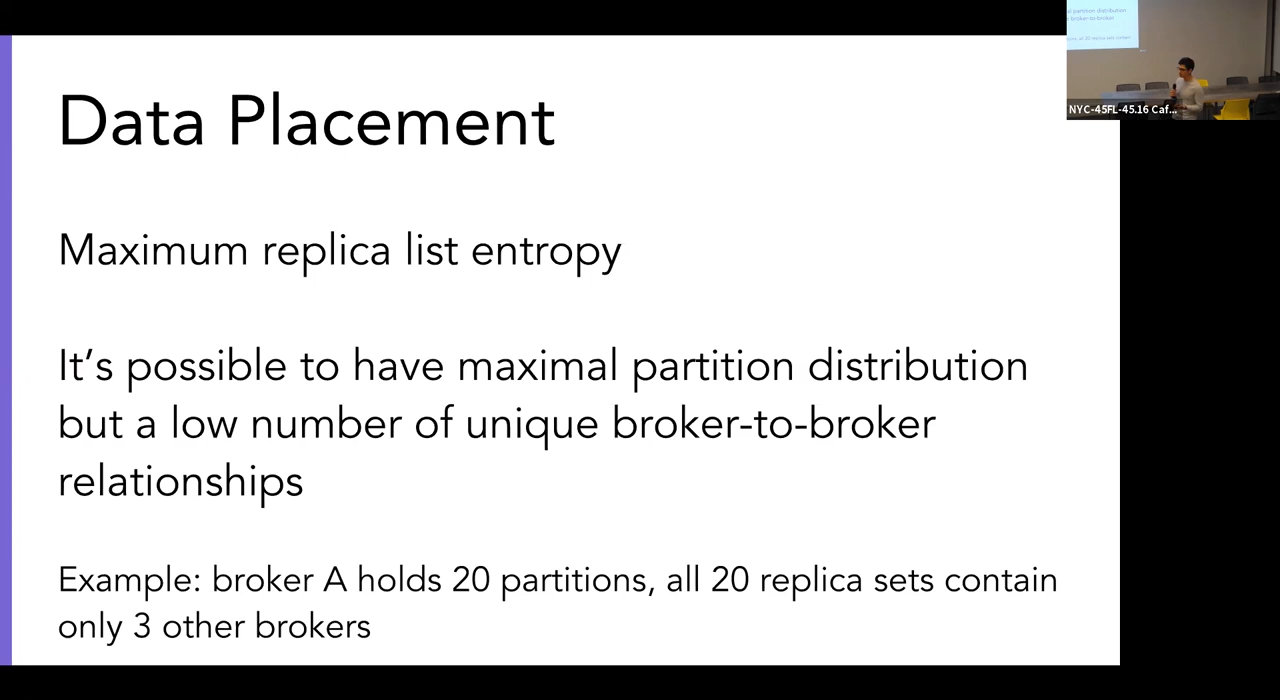 Data Placement
Maximum replica list entropy
It’s possible to have maximal partition distribution
but a low number of unique broker-to-broker
relationships
Example: broker A holds 20 partitions, all 20 replica sets contain
only 3 other brokers
NYC-45FL-45.16 Caf...